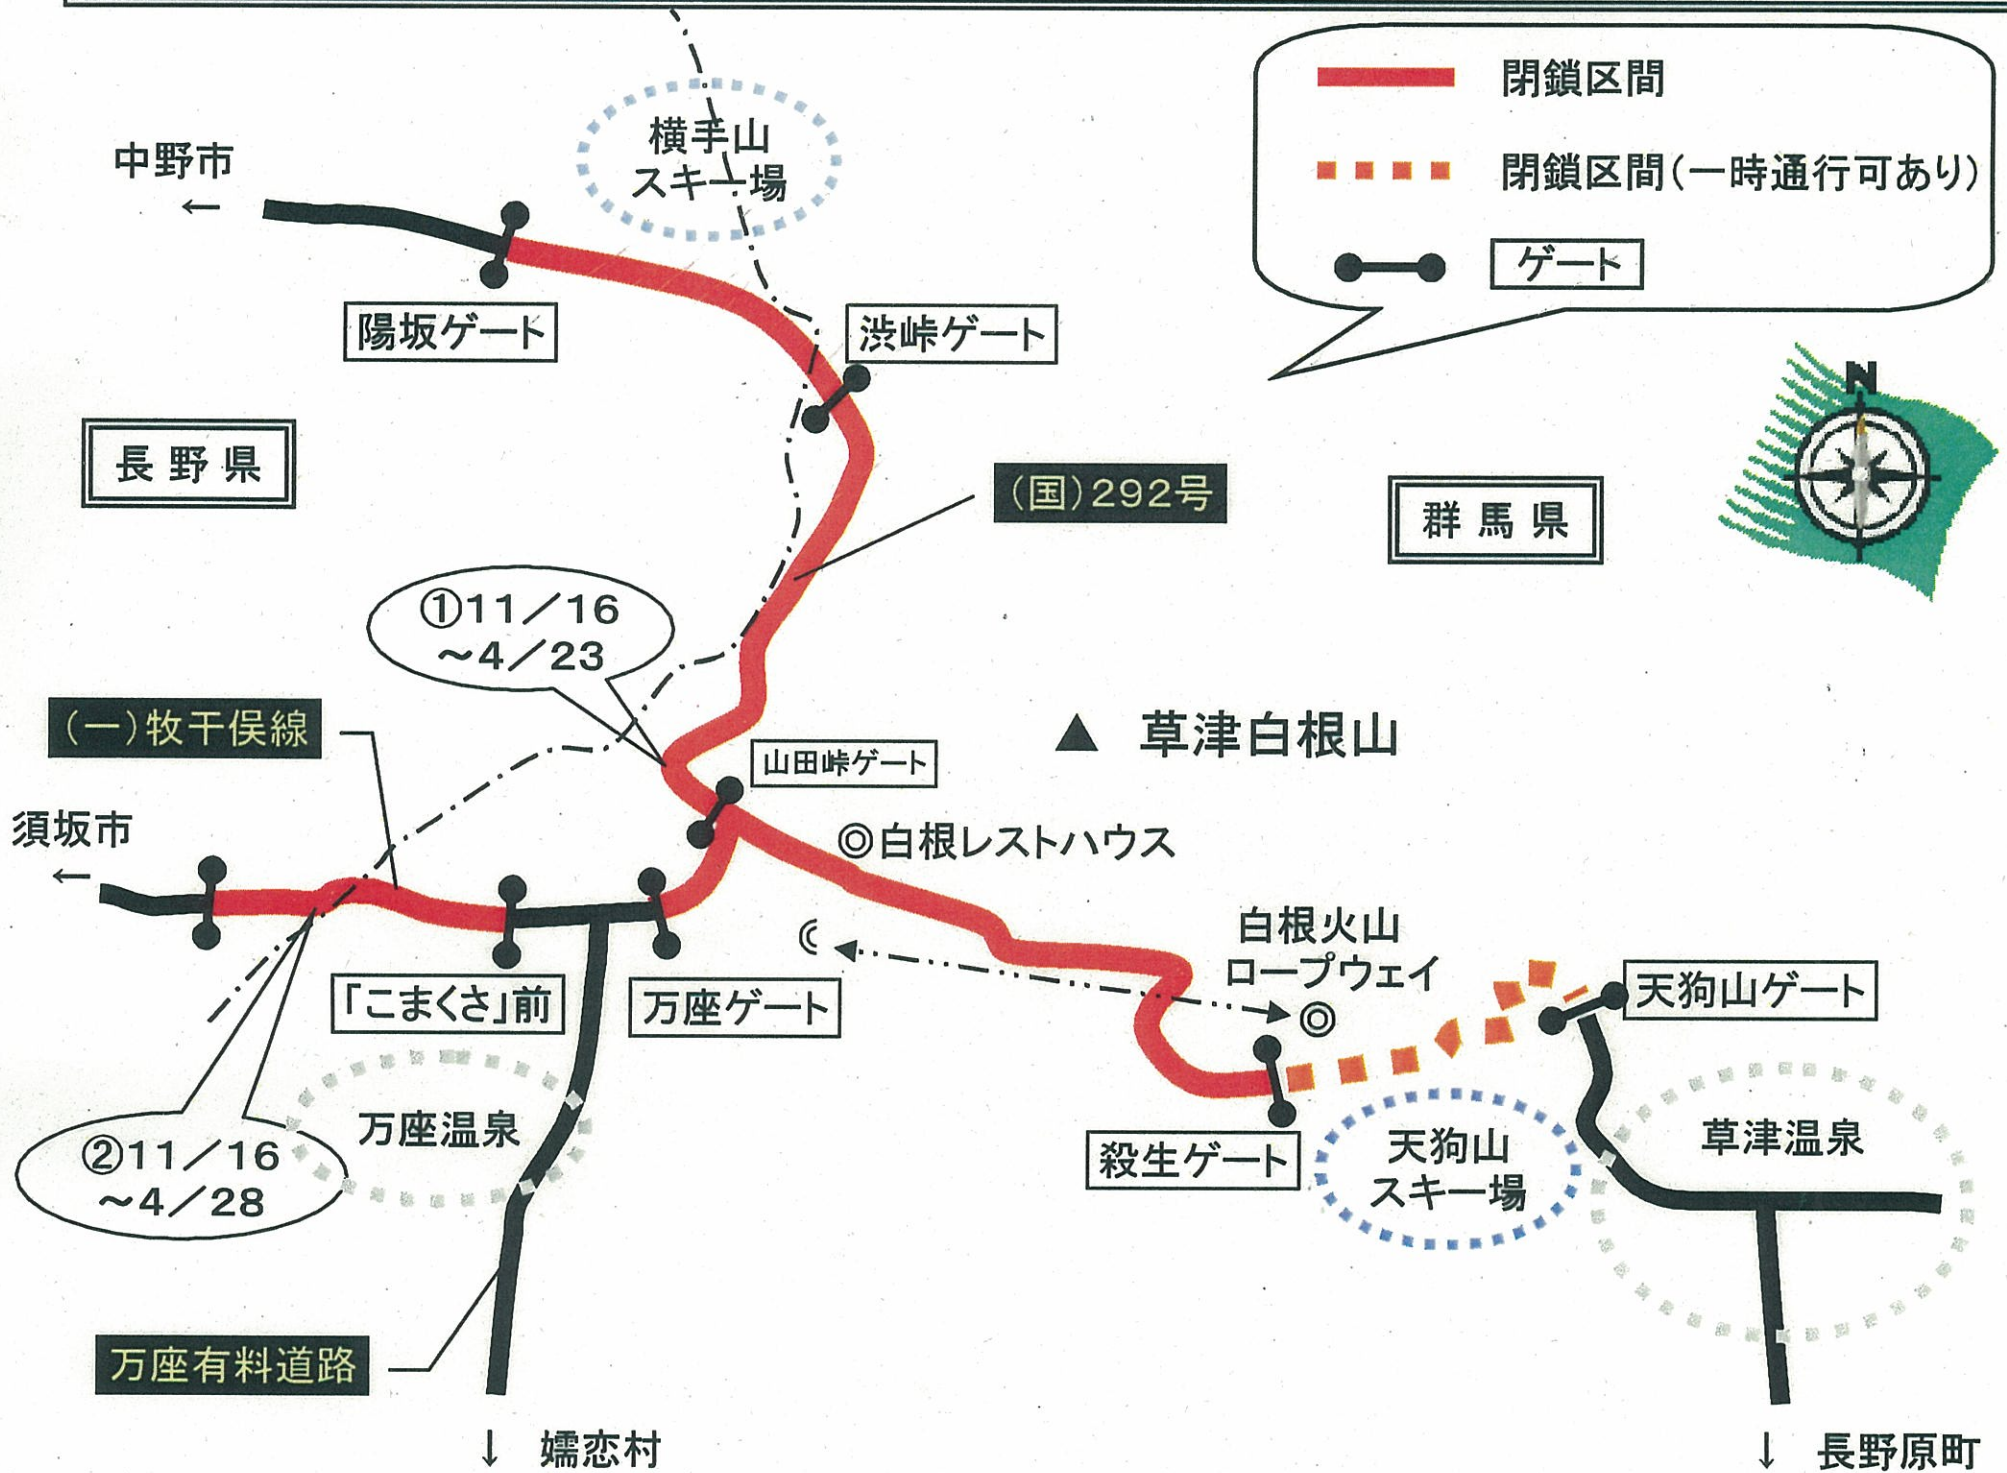 閉鎖区間
閉鎖区間(一時通行可あり)
ゲート
横手山
スキー場
中野市
←
陽坂ゲート
渋峠ゲート
N
長野県
(国)292号
群馬県
①11/16
~4/23
(一)牧干俣線
▲ 草津白根山
山田峠ゲート
須坂市
←
◎白根レストハウス
白根火山
ロープウェイ
◎
天狗山ゲート
「こまくさ」前
万座ゲート
万座温泉
②11/16
~4/28
殺生ゲート
天狗山
スキー場
草津温泉
万座有料道路
↓ 嬬恋村
↓ 長野原町